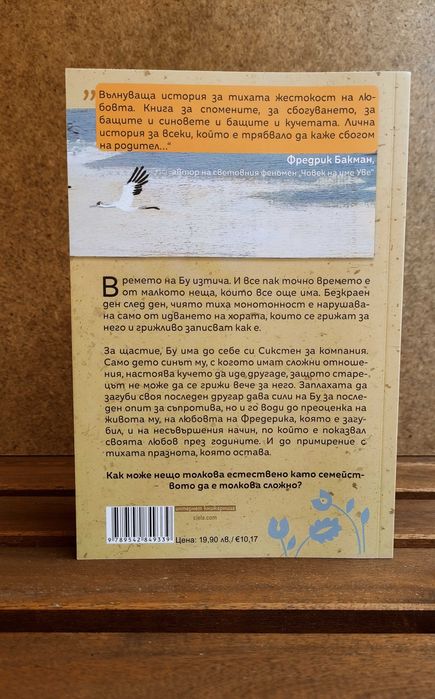 „Вълнуваща история за тихата жестокост на лю-
бовта. Книга за спомените, за сбогуването, за
бащите и синовете и бащите и кучетата. Лична
история за всеки, който е трябвало да каже сбогом
на родител...“
Фредрик Бакман,
автор на световния феномен „Човек на име Уве“
Времето на Бу изтича. И все пак точно времето е
от малкото неща, които все още има. Безкраен
ден след ден, чиято тиха монотонност е нарушава-
на само от идването на хората, които се грижат за
него и грижливо записват как е.
За щастие, Бу има до себе си Сикстен за компания.
Само дето синът му, с когото имат сложни отноше-
ния, настоява кучето да иде другаде, защото старе-
цът не може да се грижи вече за него. Заплахата да
загуби своя последен другар дава сили на Бу за после-
ден опит за съпротива, но и го води до преоценка на
живота му, на любовта на Фредерика, която е загу-
бил, и на несъвършения начин, по който е показвал
своята любов през годините. И до примирение с
тихата празнота, която остава.
Как може нещо толкова естествено като семейст-
вото да е толкова сложно?
интернет книжарница
ciela.com
Цена: 19,90 лв./€10,17
9 789542 849339